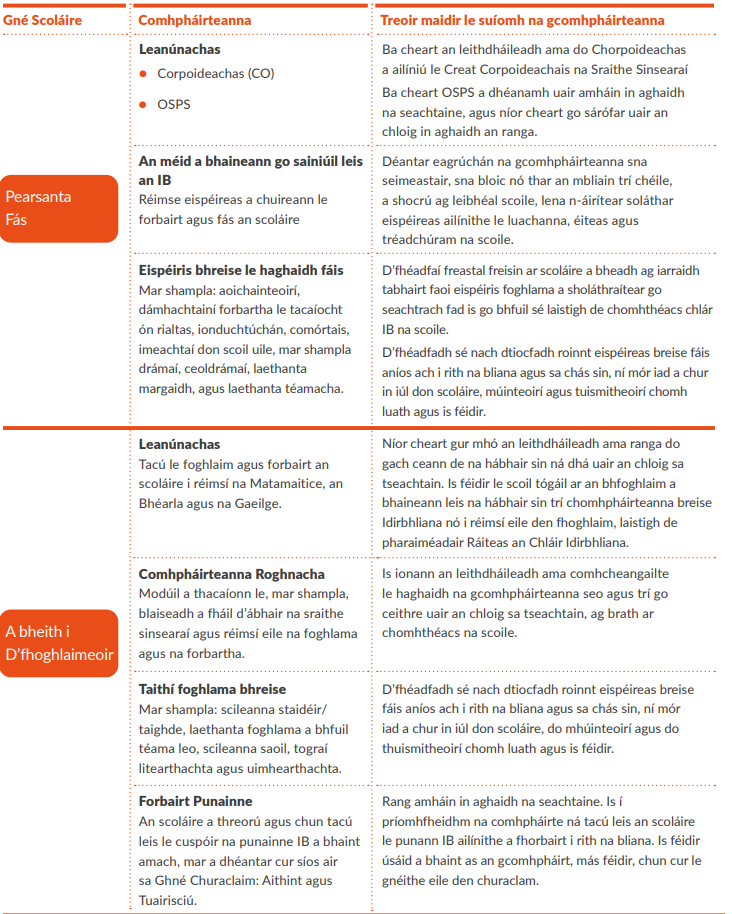 Gné Scoláire
Comhpháirteanna
Treoir maidir le suíomh na gcomhpháirteanna
Pearsanta
Fás
Leanúnachas
• Corpoideachas (CO)
• OSPS
Ba cheart an leithdháileadh ama do Chorpoideachas
a ailíniú le Creat Corpoideachais na Sraithe Sinsearaí
Ba cheart OSPS a dhéanamh uair amháin in aghaidh
na seachtaine, agus níor cheart go sárófar uair an
chloig in aghaidh an ranga.
An méid a bhaineann go sainiúil leis
an IB
Réimse eispéireas a chuireann le
forbairt agus fás an scoláire
Déantar eagrúchán na gcomhpháirteanna sna
seimeastair, sna bloic nó thar an mbliain trí chéile,
a shocrú ag leibhéal scoile, lena n-áirítear soláthar
eispéireas ailínithe le luachanna, éiteas agus
tréadchúram na scoile.
Eispéiris bhreise le haghaidh fáis
Mar shampla: aoichainteoirí,
dámhachtainí forbartha le tacaíocht
ón rialtas, ionduchtúchán, comórtais,
imeachtaí don scoil uile, mar shampla
drámaí, ceoldrámaí, laethanta
margaidh, agus laethanta téamacha.
D'fhéadfaí freastal freisin ar scoláire a bheadh ag iarraidh
tabhairt faoi eispéiris foghlama a sholáthraítear go
seachtrach fad is go bhfuil sé laistigh de chomhthéacs chlár
IB na scoile.
D'fhéadfadh sé nach dtiocfadh roinnt eispéireas breise fáis
aníos ach i rith na bliana agus sa chás sin, ní mór iad a chur
in iúl don scoláire, múinteoirí agus tuismitheoirí chomh
luath agus is féidir.
A bheith i
D'fhoghlaimeoir
Leanúnachas
Tacú le foghlaim agus forbairt an
scoláire i réimsí na Matamaitice, an
Bhéarla agus na Gaeilge.
Níor cheart gur mhó an leithdháileadh ama ranga do
gach ceann de na hábhair sin ná dhá uair an chloig sa
tseachtain. Is féidir le scoil tógáil ar an bhfoghlaim a
bhaineann leis na hábhair sin trí chomhpháirteanna breise
Idirbhliana nó i réimsí eile den fhoghlaim, laistigh de
pharaiméadair Ráiteas an Chláir Idirbhliana.
Comhpháirteanna Roghnacha
Modúil a thacaíonn le, mar shampla,
blaiseadh a fháil d'ábhair na sraithe
sinsearaí agus réimsí eile na foghlama
agus na forbartha.
Is ionann an leithdháileadh ama comhcheangailte
le haghaidh na gcomhpháirteanna seo agus trí go
ceithre uair an chloig sa tseachtain, ag brath ar
chomhthéacs na scoile.
Taithí foghlama bhreise
Mar shampla: scileanna staidéir/
taighde, laethanta foghlama a bhfuil
téama leo, scileanna saoil, tograí
litearthachta agus uimhearthachta.
D'fhéadfadh sé nach dtiocfadh roinnt eispéireas breise
fáis aníos ach i rith na bliana agus sa chás sin, ní mór
iad a chur in iúl don scoláire, do mhúinteoirí agus do
thuismitheoirí chomh luath agus is féidir.
Forbairt Punainne
An scoláire a threorú agus chun tacú
leis le cuspóir na punainne IB a bhaint
amach, mar a dhéantar cur síos air
sa Ghné Churaclaim: Aithint agus
Tuairisciú.
Rang amháin in aghaidh na seachtaine. Is í
príomhfheidhm na comhpháirte ná tacú leis an scoláire
le punann IB ailínithe a fhorbairt i rith na bliana. Is féidir
úsáid a bhaint as an gcomhpháirt, más féidir, chun cur le
gnéithe eile den churaclam.